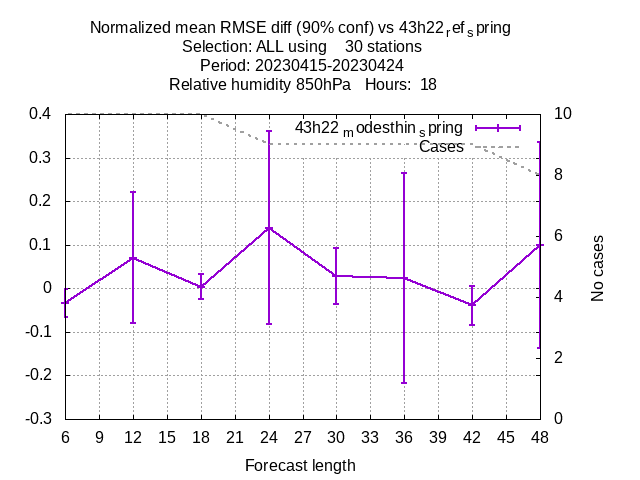 Normalized mean RMSE diff (90% conf) vs 43h22refspring
Selection: ALL using 30 stations
Period: 20230415-20230424
Relative humidity 850hPa Hours: 18
0.4
0.3
0.2
0.1
0
-0.1
-0.2
-0.3
43h22modesthinspring
Cases
10
8
6
4
2
0
No cases
6 9 12 15 18 21 24 27 30 33 36 39 42 45 48
Forecast length